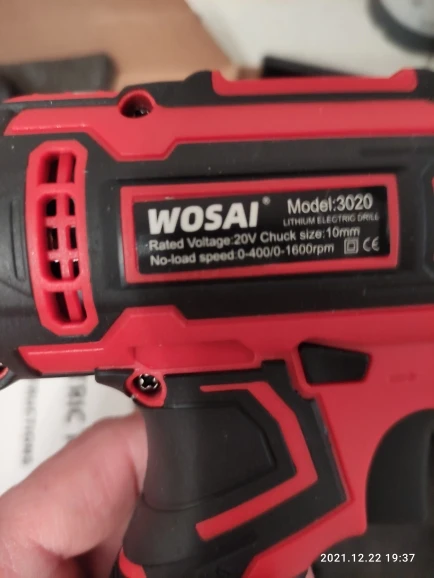 WOSAI®
Model:3020
LITHIUM ELECTRIC DRILL
Rated Voltage:20V Chuck size:10mm
No-load speed:0-400/0-1600rpm CE
2021.12.22 19:37